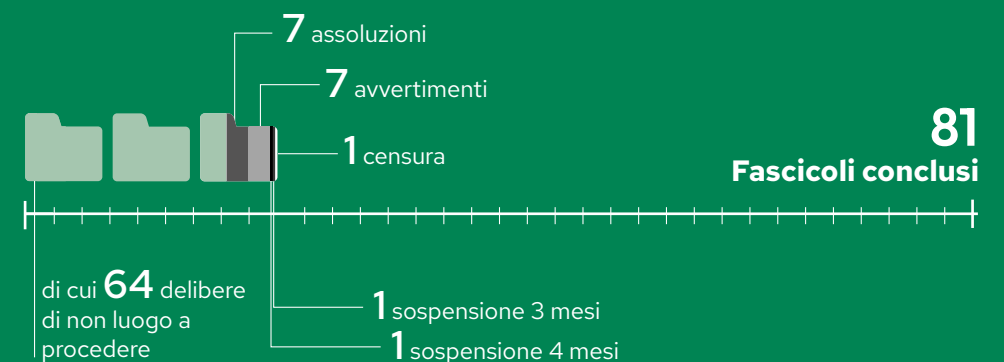 7 assoluzioni
7 avvertimenti
1 censura
81
Fascicoli conclusi
di cui 64 delibere
di non luogo a
procedere
1 sospensione 3 mesi
1 sospensione 4 mesi